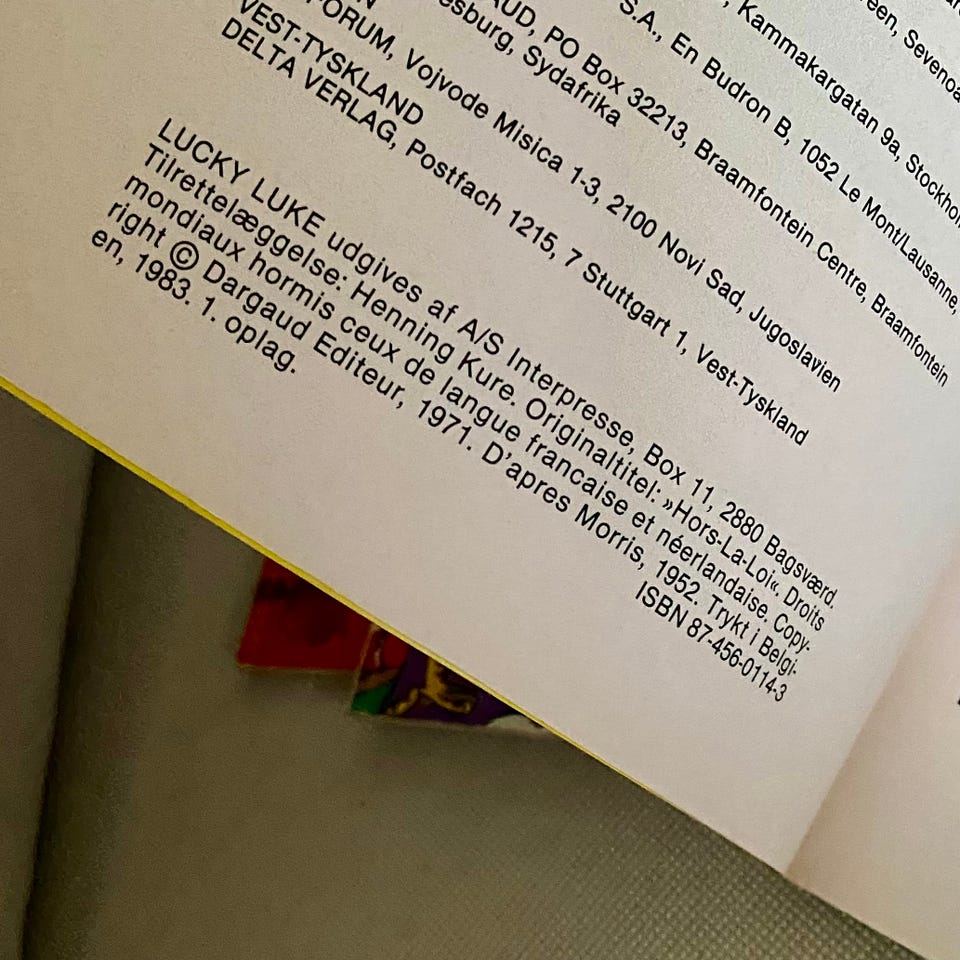 een, Sevenoa
, Kammakargatan 9a, Stockhol
S.A., En Budron B, 1052 Le Mont/Lausanne,
AUD, PO Box 32213, Braamfontein Centre, Braamfontein
esburg, Sydafrika
FORUM, Vojvode Misica 1-3, 2100 Novi Sad, Jugoslavien
VEST-TYSKLAND
DELTA VERLAG, Postfach 1215, 7 Stuttgart 1, Vest-Tyskland
LUCKY LUKE udgives af A/S Interpresse, Box 11, 2880 Bagsværd.
Tilrettelæggelse: Henning Kure. Originaltitel: »Hors-La-Loi«. Droits
mondiaux hormis ceux de langue francaise et néerlandaise. Copy-
right © Dargaud Editeur, 1971. D'apres Morris, 1952. Trykt i Belgi-
en, 1983. 1. oplag.
ISBN 87-456-0114-3